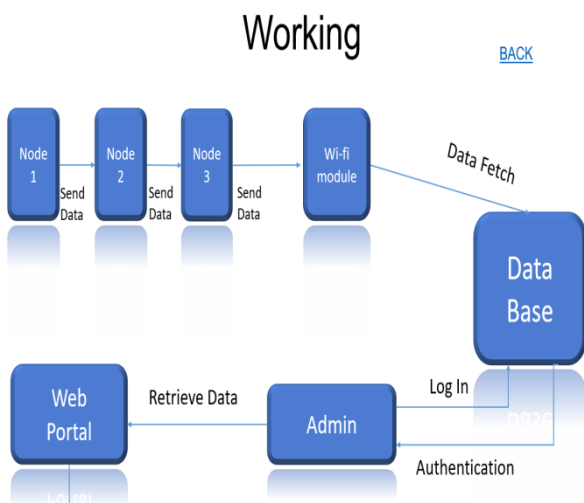 Working
BACK
Node
1
Send
Data
Node
2
Send
Data
Node
3
Send
Data
Wi-fi
module
Data Fetch
Data
Base
Web
Portal
Retrieve Data
Admin
Log In
Authentication